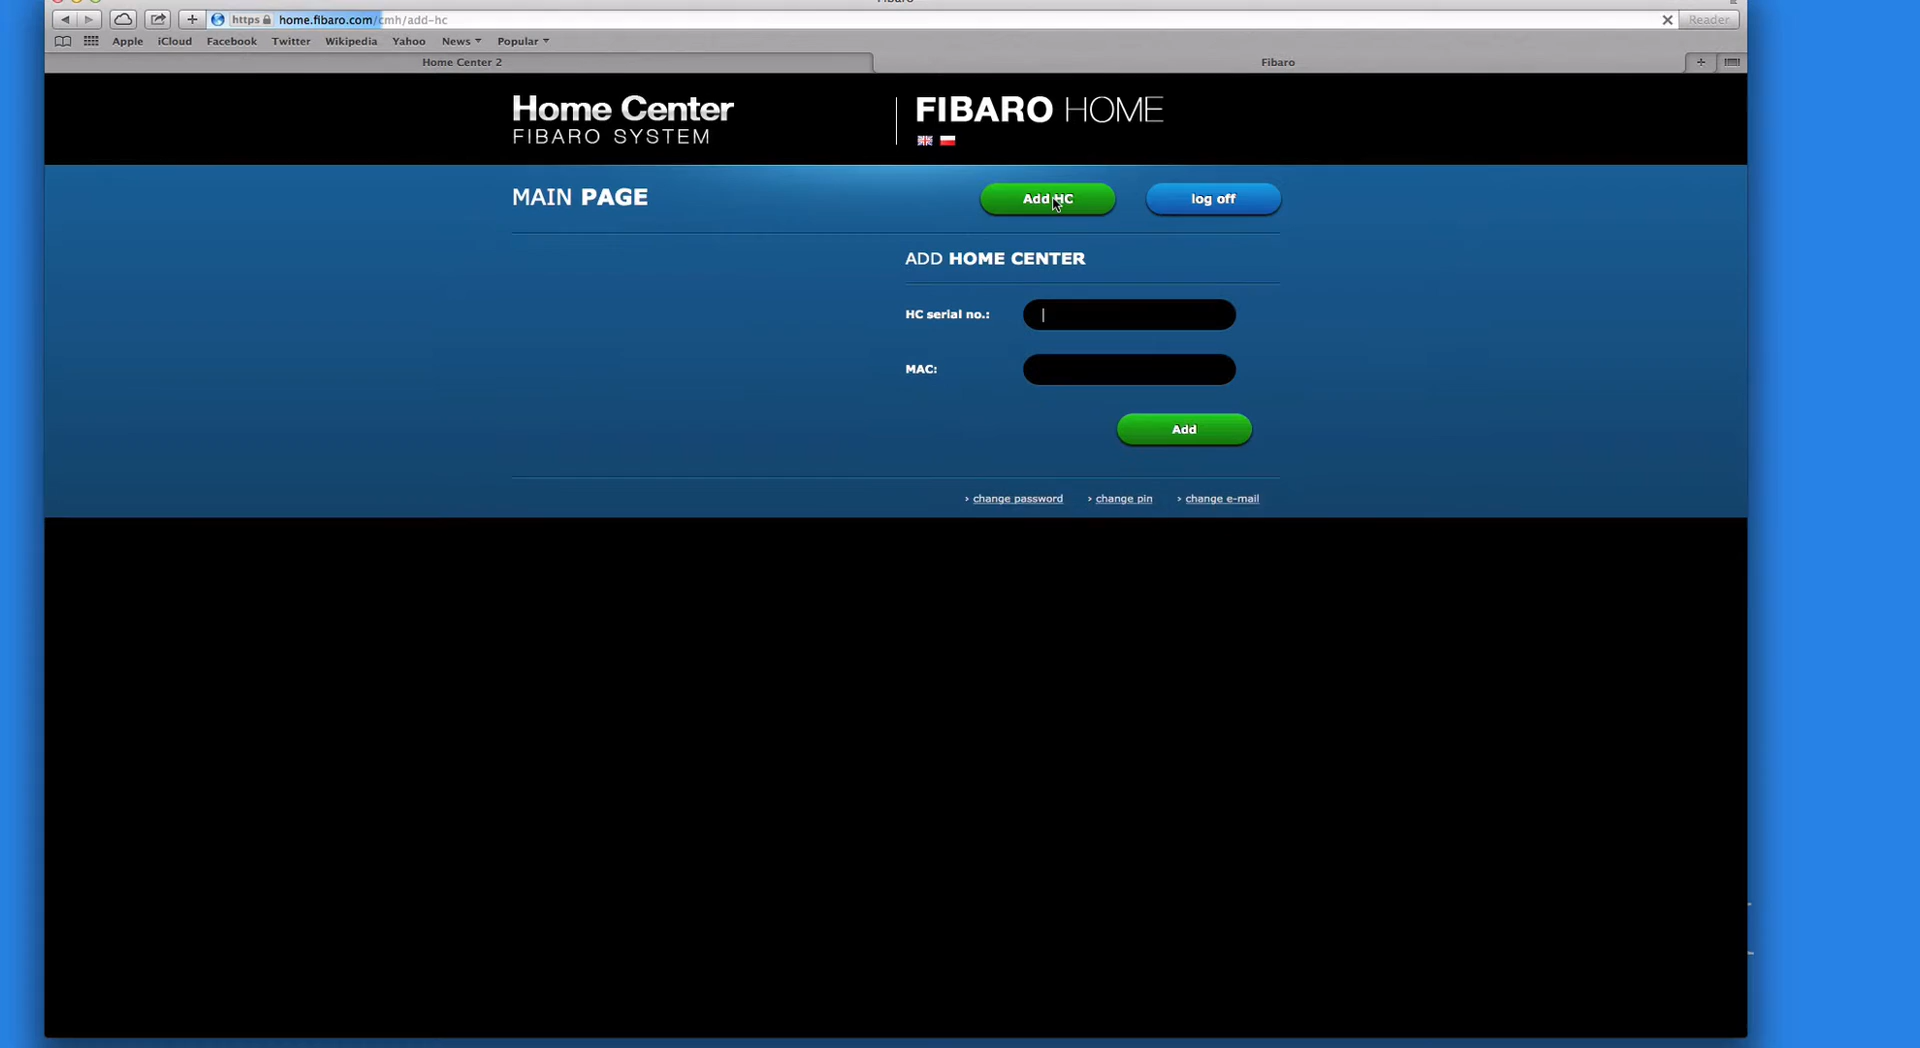 https home.fibaro.com/cmh/add-hc Reader
Apple iCloud Facebook Twitter Wikipedia Yahoo News Popular
Home Center 2 Fibaro
Home Center
FIBARO SYSTEM
FIBARO HOME
MAIN PAGE
Add HC
log off
ADD HOME CENTER
HC serial no.:
MAC:
Add
› change password › change pin › change e-mail